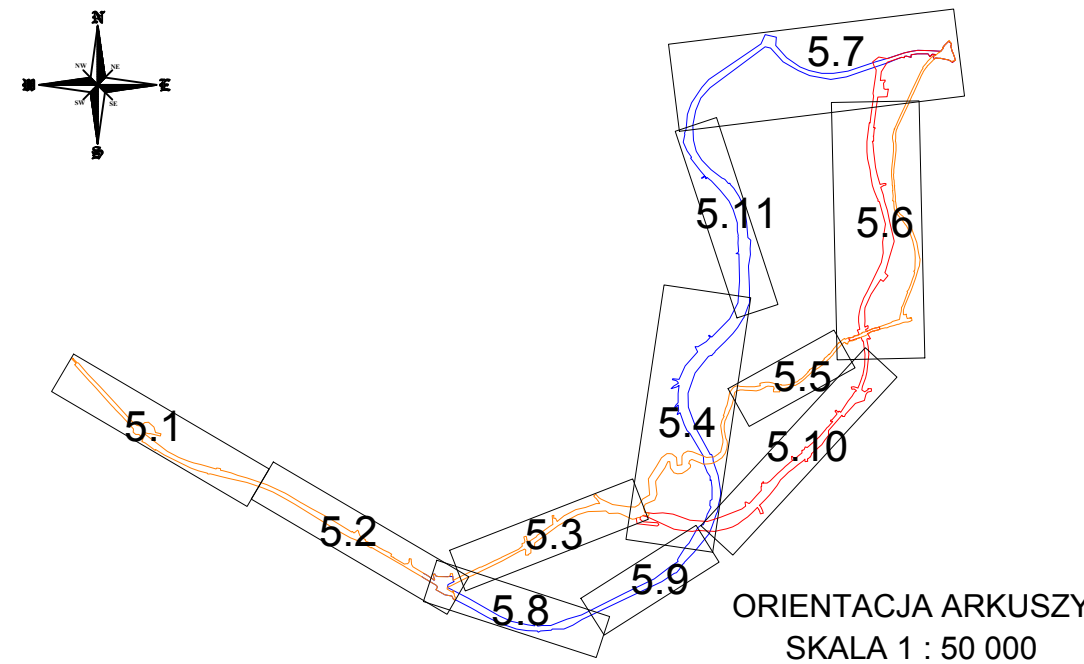 N
NW
NE
W
E
SW
SE
S
5.7
5.11
5.6
5.5
5.4
5.1
5.10
5.2
5.3
5.9
5.8
ORIENTACJA ARKUSZY
SKALA 1 : 50 000